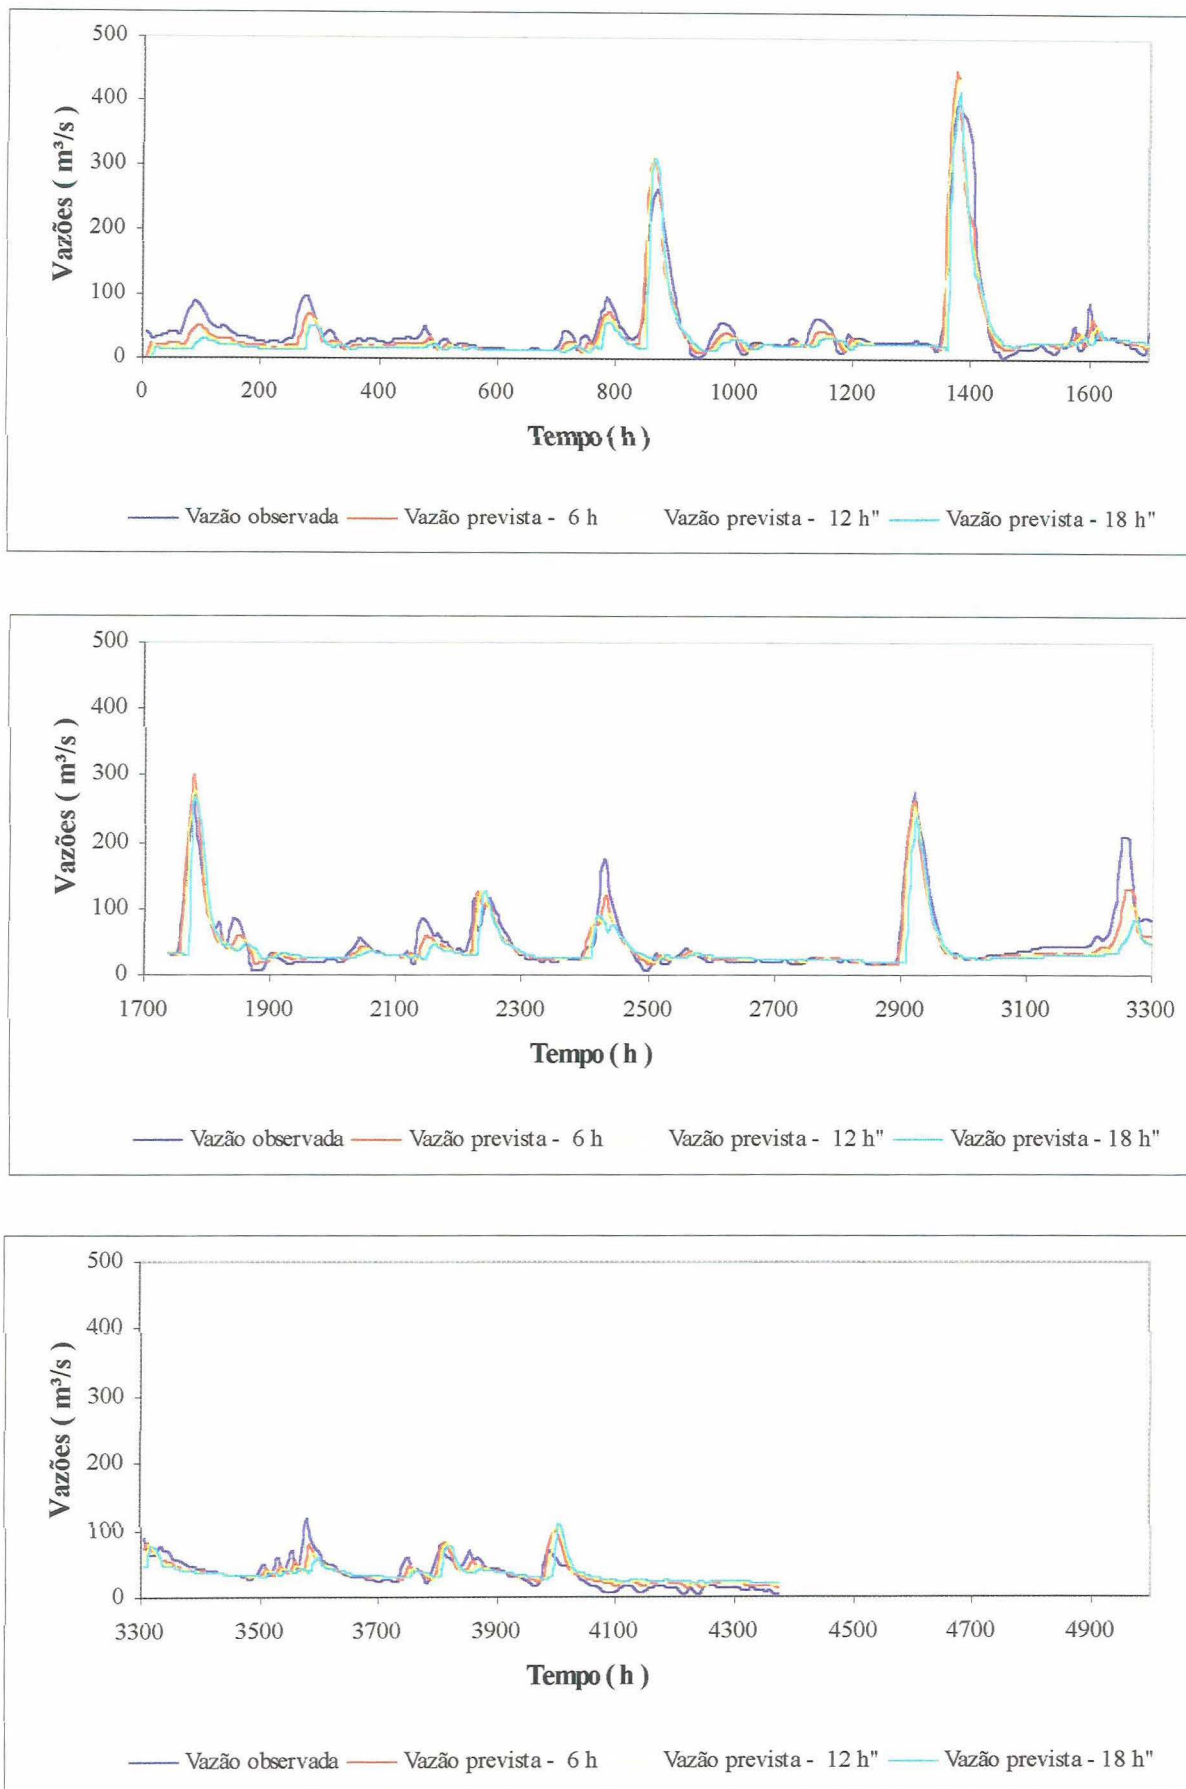 500
400
300
200
100
0
Vazões ( m³/s )
0 200 400 600 800 1000 1200 1400 1600
Tempo ( h )
Vazão observada Vazão prevista - 6 h Vazão prevista - 12 h" Vazão prevista - 18 h"
500
400
300
200
100
0
Vazões ( m³/s )
1700 1900 2100 2300 2500 2700 2900 3100 3300
Tempo ( h )
Vazão observada Vazão prevista - 6 h Vazão prevista - 12 h" Vazão prevista - 18 h"
500
400
300
200
100
0
Vazões ( m³/s )
3300 3500 3700 3900 4100 4300 4500 4700 4900
Tempo ( h )
Vazão observada Vazão prevista - 6 h Vazão prevista - 12 h" Vazão prevista - 18 h"